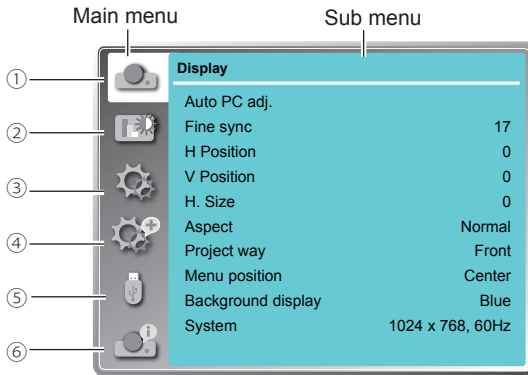 Main menu
Sub menu
Display
① 
Auto PC adj.
② 
Fine sync 17
H Position 0
V Position 0
③ 
H. Size 0
Aspect Normal
④ 
Project way Front
Menu position Center
⑤ 
Background display Blue
System 1024 x 768, 60Hz
⑥